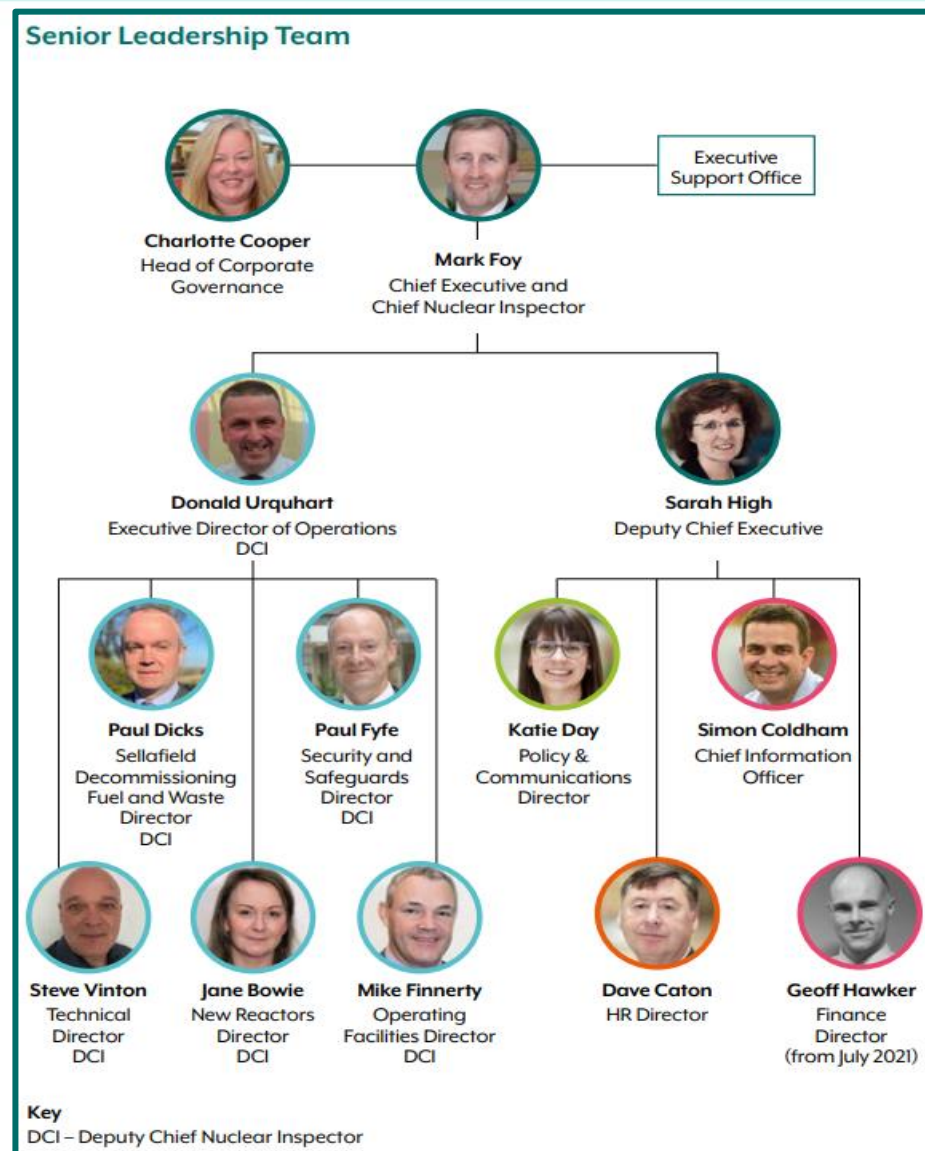 Senior Leadership Team
Executive
Support Office
Charlotte Cooper
Head of Corporate
Governance
Mark Foy
Chief Executive and
Chief Nuclear Inspector
Donald Urquhart
Executive Director of Operations
DCI
Sarah High
Deputy Chief Executive
Paul Dicks
Sellafield
Decommissioning
Fuel and Waste
Director
DCI
Paul Fyfe
Security and
Safeguards
Director
DCI
Katie Day
Policy &
Communications
Director
Simon Coldham
Chief Information
Officer
Steve Vinton
Technical
Director
DCI
Jane Bowie
New Reactors
Director
DCI
Mike Finnerty
Operating
Facilities Director
DCI
Dave Caton
HR Director
Geoff Hawker
Finance
Director
(from July 2021)
Key
DCI – Deputy Chief Nuclear Inspector